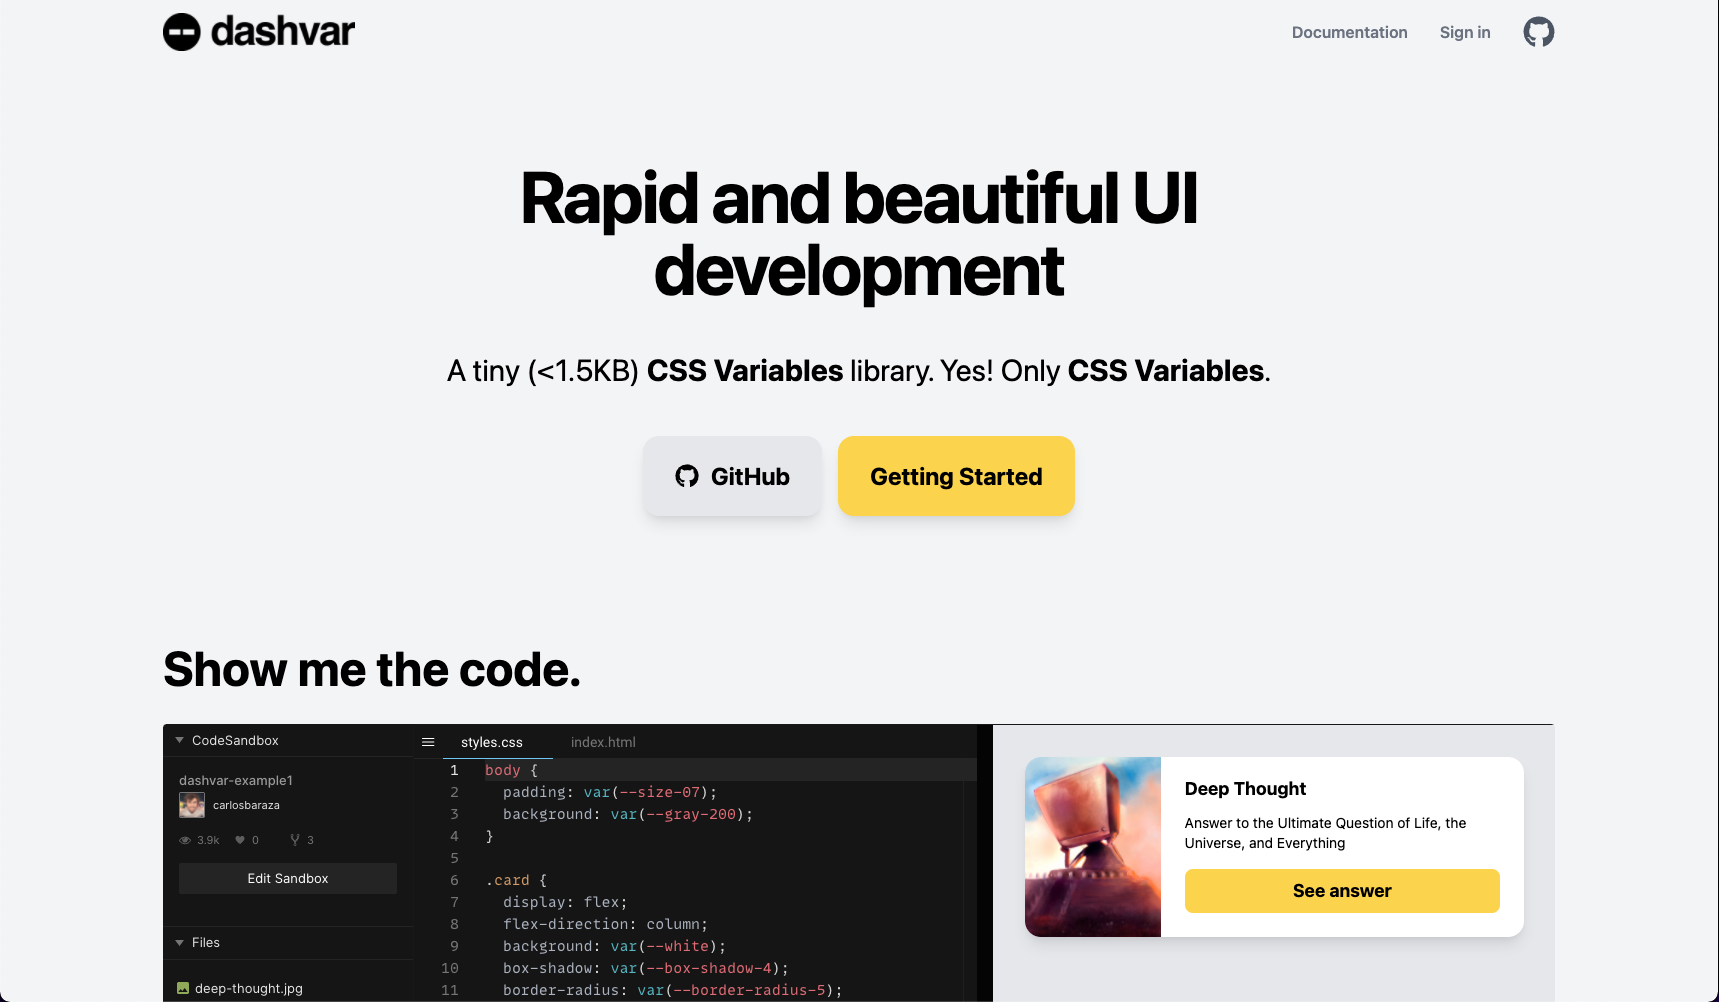 dashvar
Documentation
Sign in
Rapid and beautiful UI
development
A tiny (<1.5KB) CSS Variables library. Yes! Only CSS Variables.
GitHub
Getting Started
Show me the code.
CodeSandbox
dashvar-example1
carlosbaraza
3.9k 0 3
Edit Sandbox
Files
deep-thought.jpg
styles.css index.html
1 body {
2 padding: var(--size-07);
3 background: var(--gray-200);
4 }
5
6 .card {
7 display: flex;
8 flex-direction: column;
9 background: var(--white);
10 box-shadow: var(--box-shadow-4);
11 border-radius: var(--border-radius-5);
Deep Thought
Answer to the Ultimate Question of Life, the
Universe, and Everything
See answer